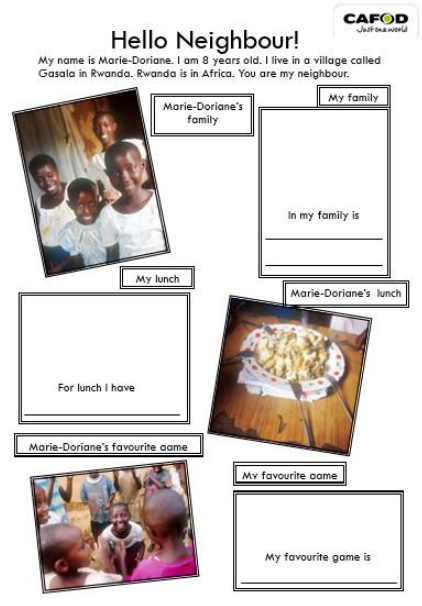 CAFOD
Just one world
Hello Neighbour!
My name is Marie-Doriane. I am 8 years old. I live in a village called
Gasala in Rwanda. Rwanda is in Africa. You are my neighbour.
Marie-Doriane's
family
My family
In my family is
My lunch
Marie-Doriane's lunch
For lunch I have
Marie-Doriane's favourite game
My favourite game
My favourite game is